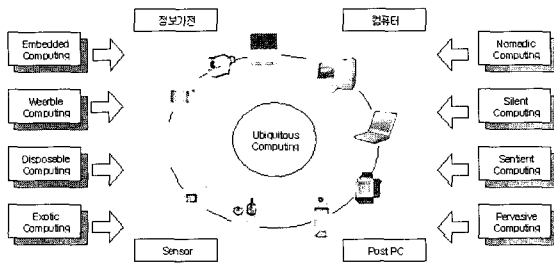 정보가전
컴퓨터
Embedded
Computing
Nomadic
Computing
Wearble
Computing
Silent
Computing
Ubiquitous
Computing
Disposable
Computing
Sentient
Computing
Exotic
Computing
Pervasive
Computing
Sensor
Post PC